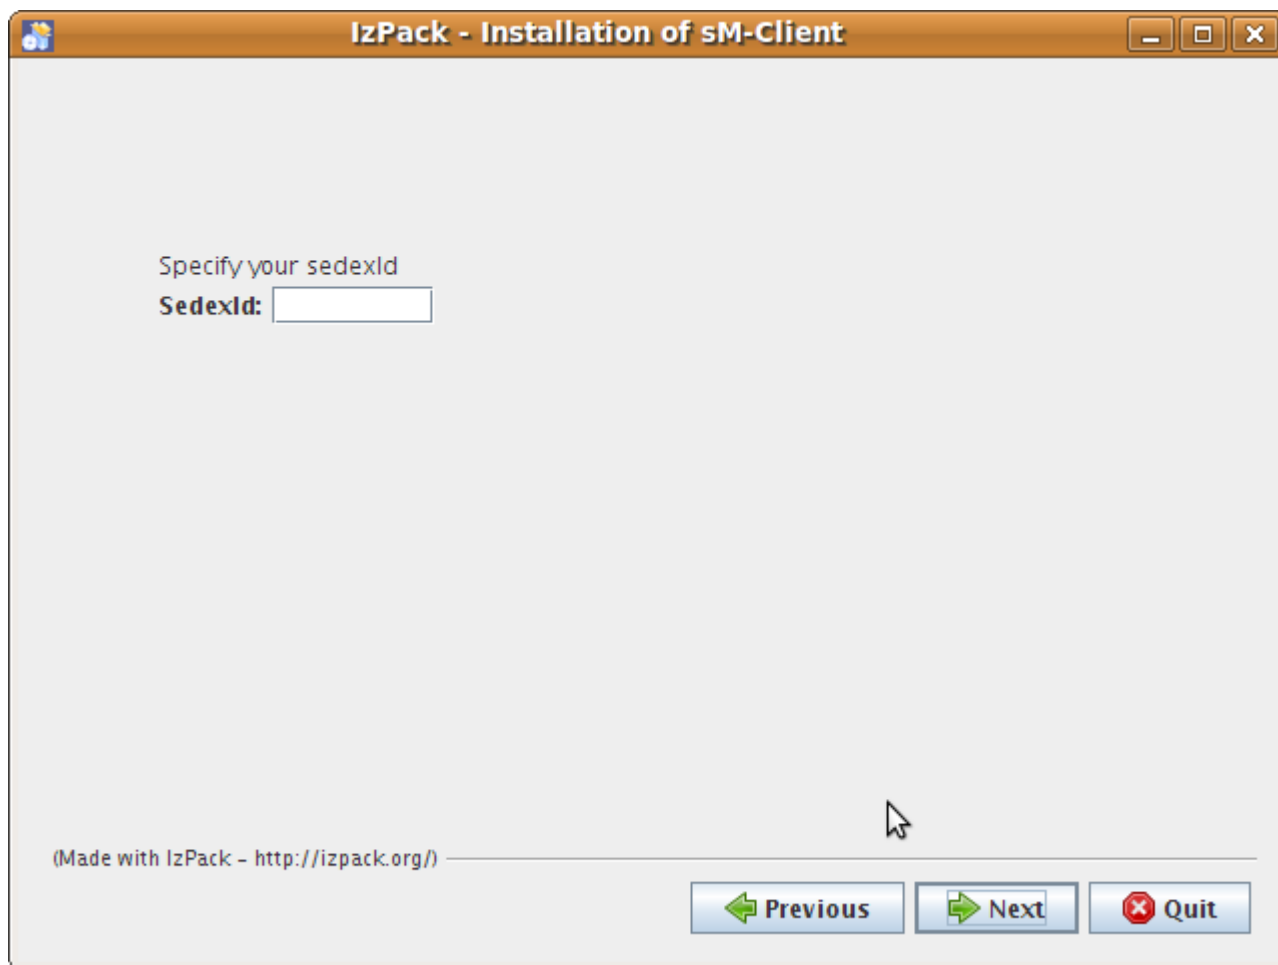 IzPack - Installation of sM-Client
Specify your sedexId
SedexId:
(Made with IzPack - http://izpack.org/)
Previous
Next
Quit